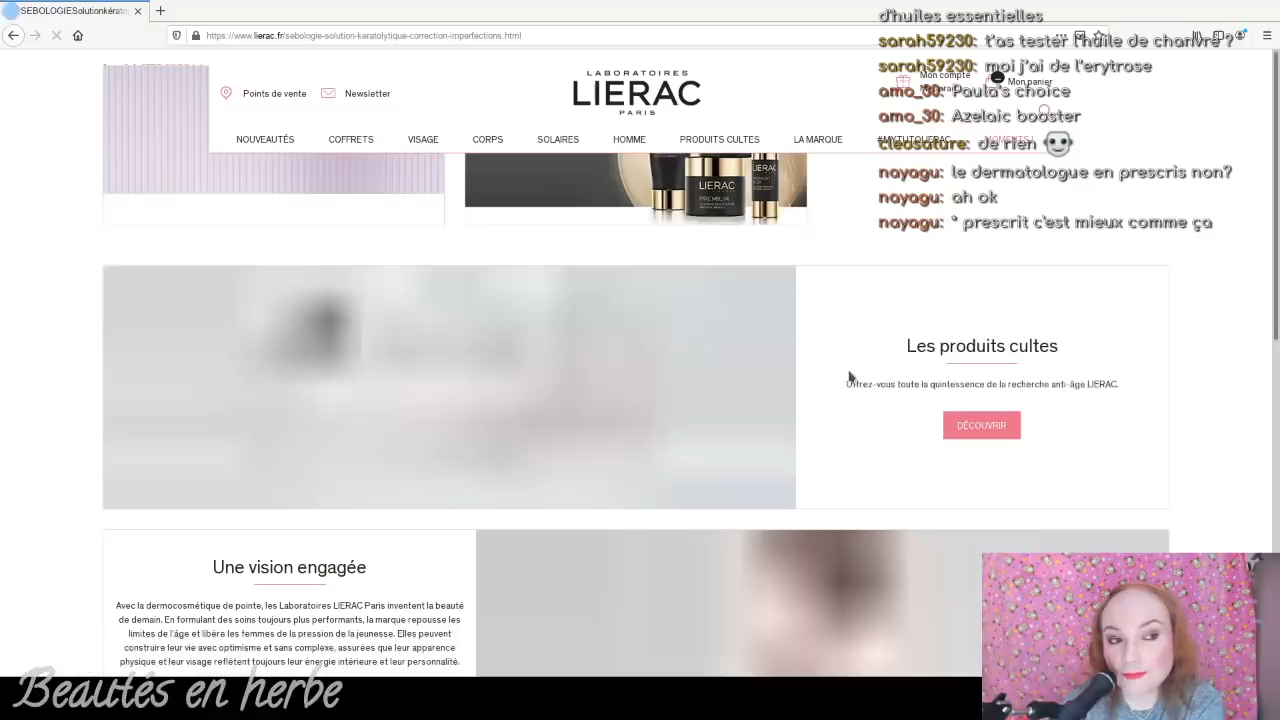 SEBOLOGIESolutionkérate
https://www.lierac.fr/sebologie-solution-keratolytique-correction-imperfections.html
Points de vente
Newsletter
LABORATOIRES
LIERAC
PARIS
Mon compte
Mon panier
NOUVEAUTÉS
COFFRETS
VISAGE
CORPS
SOLAIRES
HOMME
PRODUITS CULTES
LA MARQUE
#MYTUTOLIERAC
MOMENTS L
d'huiles essentielles
sarah59230: t'as tester l'huile de chanvre ?
sarah59230: moi j'ai de l'erytrose
amo_30: Paula's choice
amo_30: Azelaic booster
cleosature: de rien
nayagu: le dermatologue en prescris non?
nayagu: ah ok
nayagu: * prescrit c'est mieux comme ça
LIERAC
PREMIUM
Les produits cultes
Offrez-vous toute la quintessence de la recherche anti-âge LIERAC.
DÉCOUVRIR
Une vision engagée
Avec la dermocosmétique de pointe, les Laboratoires LIERAC Paris inventent la beauté
de demain. En formulant des soins toujours plus performants, la marque repousse les
limites de l'âge et libère les femmes de la pression de la jeunesse. Elles peuvent
construire leur vie avec optimisme et sans complexe, assurées que leur apparence
physique et leur visage reflètent toujours leur énergie intérieure et leur personnalité.
Beautés en herbe